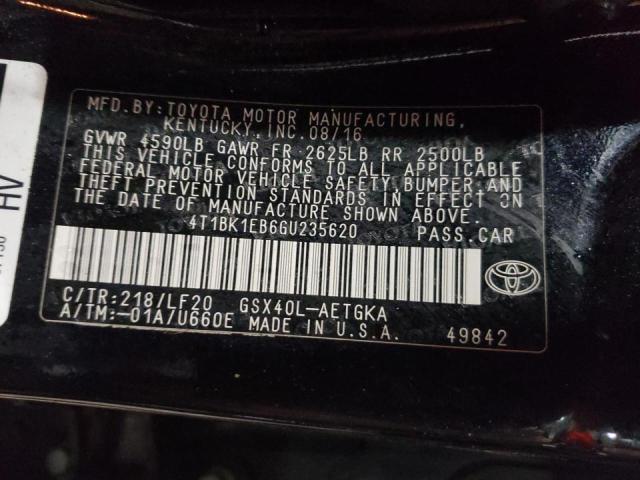 MFD. BY: TOYOTA MOTOR MANUFACTURING,
KENTUCKY, INC. 08/16
GVWR 4590LB GAWR FR 2625LB RR 2500LB
THIS VEHICLE CONFORMS TO ALL APPLICABLE
FEDERAL MOTOR VEHICLE SAFETY, BUMPER, AND
THEFT PREVENTION STANDARDS IN EFFECT ON
THE DATE OF MANUFACTURE SHOWN ABOVE.
4T1BK1EB6GU235620 PASS. CAR
C/TR: 218/LF20 GSX40L-AETGKA
A/TM: -01A/U660E MADE IN U.S.A. 49842
HV